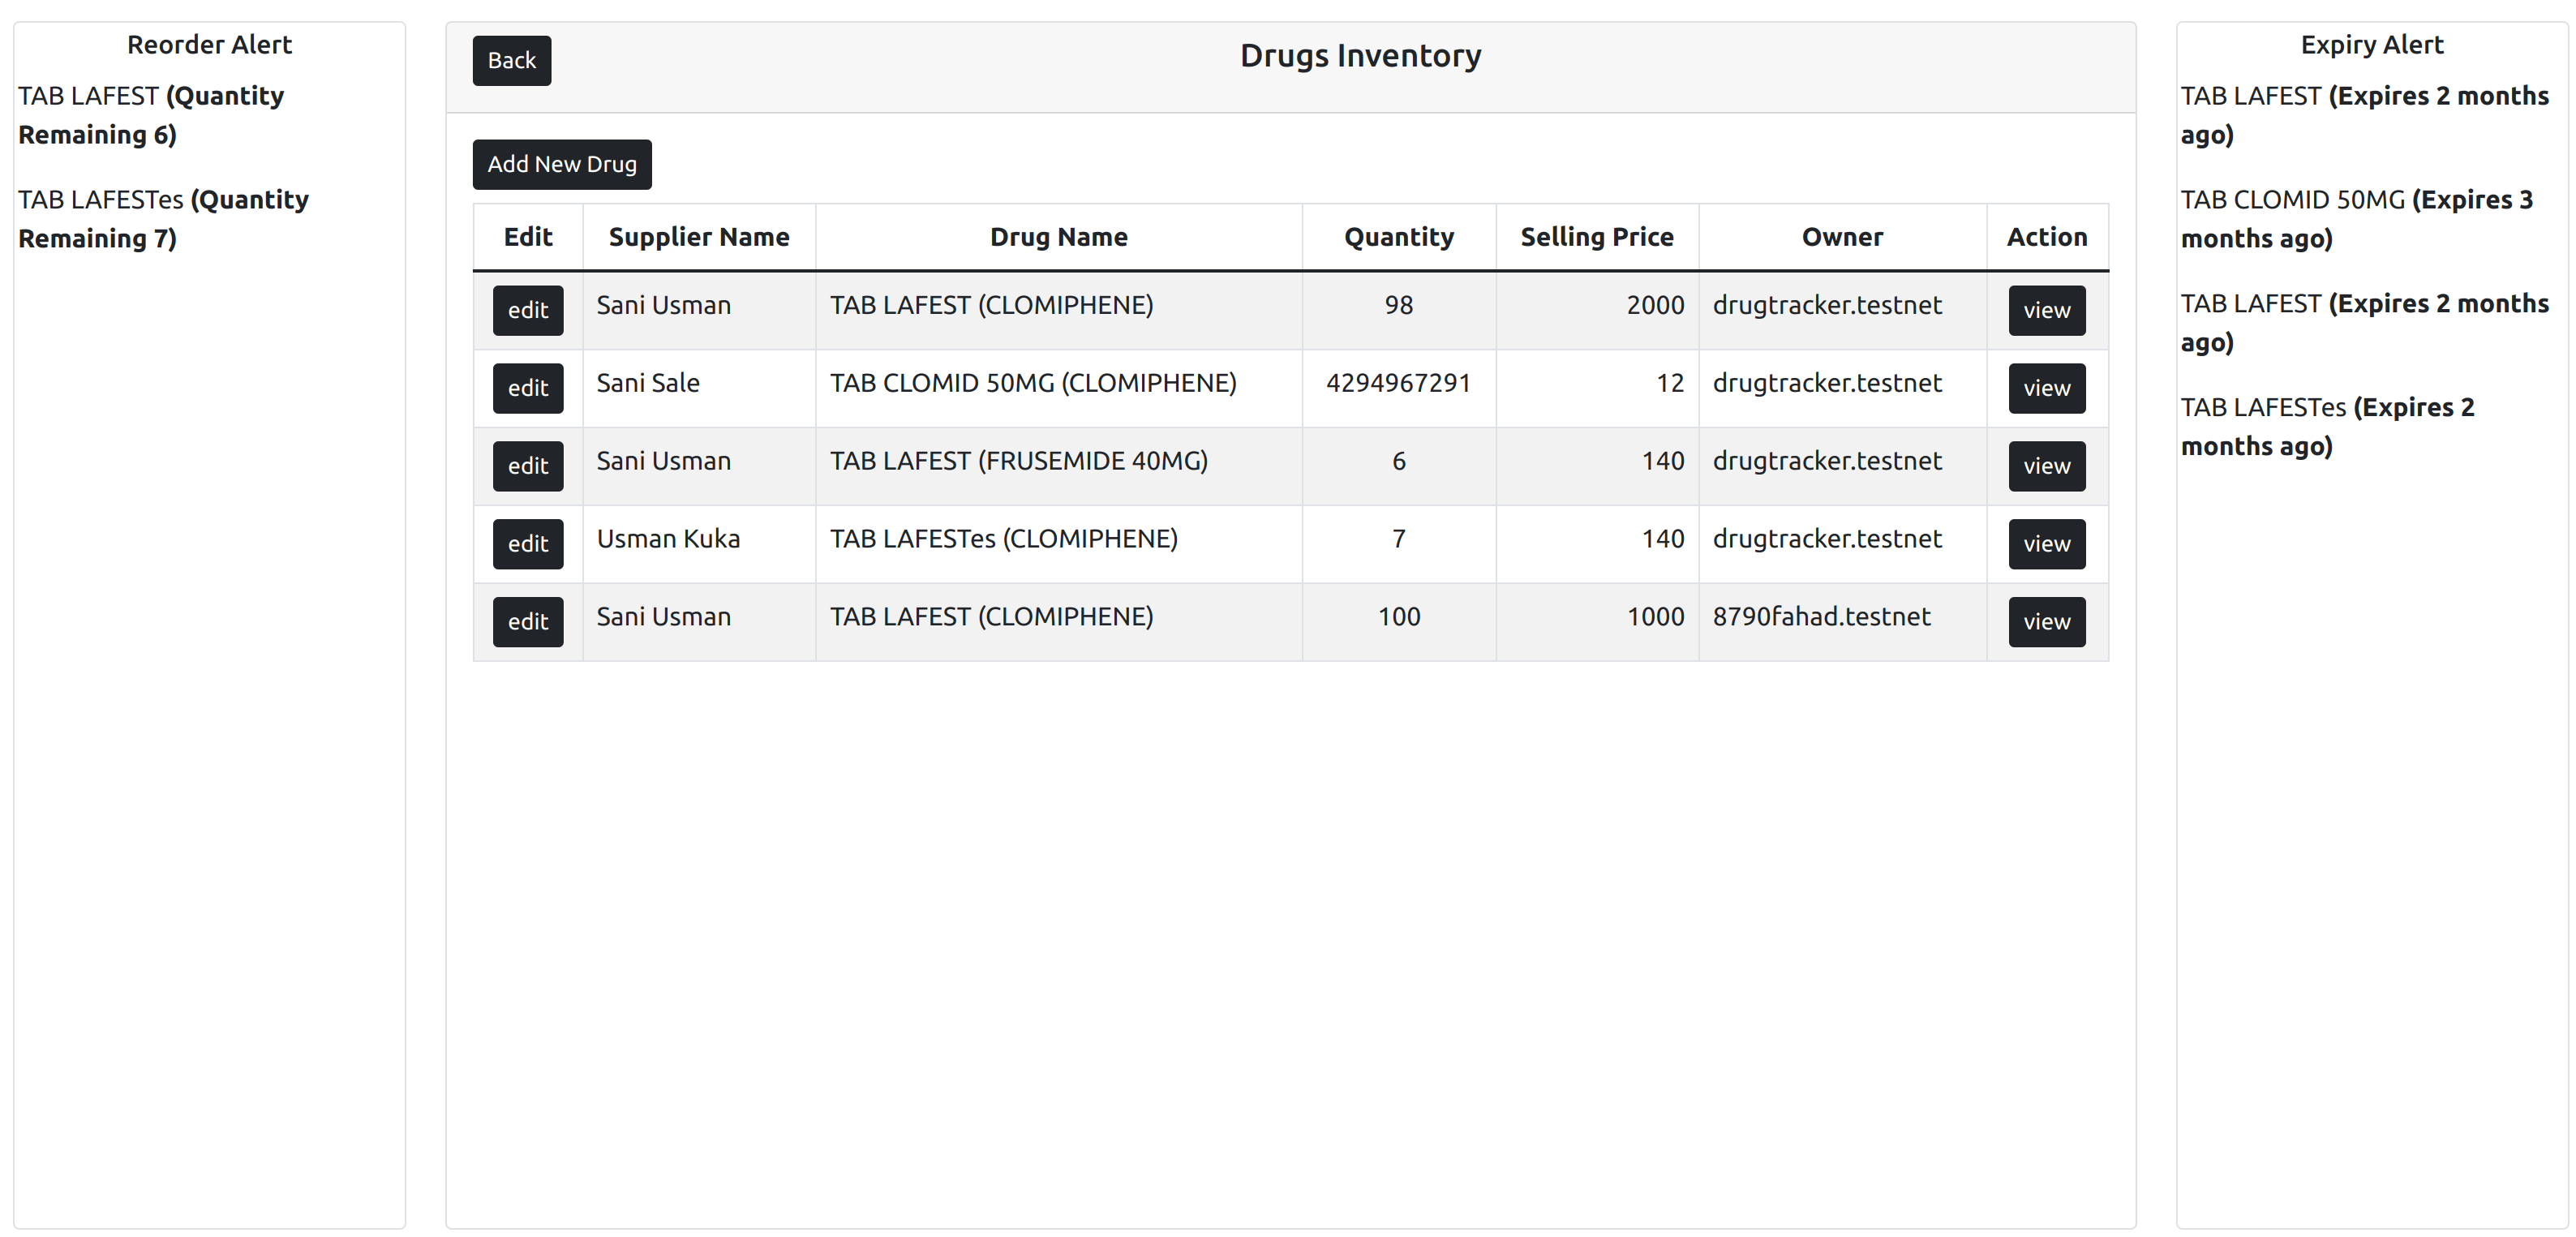 Reorder Alert
TAB LAFEST (Quantity
Remaining 6)
TAB LAFESTes (Quantity
Remaining 7)
Back
Drugs Inventory
Add New Drug
Edit Supplier Name Drug Name Quantity Selling Price Owner Action
edit Sani Usman TAB LAFEST (CLOMIPHENE) 98 2000 drugtracker.testnet view
edit Sani Sale TAB CLOMID 50MG (CLOMIPHENE) 4294967291 12 drugtracker.testnet view
edit Sani Usman TAB LAFEST (FRUSEMIDE 40MG) 6 140 drugtracker.testnet view
edit Usman Kuka TAB LAFESTes (CLOMIPHENE) 7 140 drugtracker.testnet view
edit Sani Usman TAB LAFEST (CLOMIPHENE) 100 1000 8790fahad.testnet view
Expiry Alert
TAB LAFEST (Expires 2 months
ago)
TAB CLOMID 50MG (Expires 3
months ago)
TAB LAFEST (Expires 2 months
ago)
TAB LAFESTes (Expires 2
months ago)